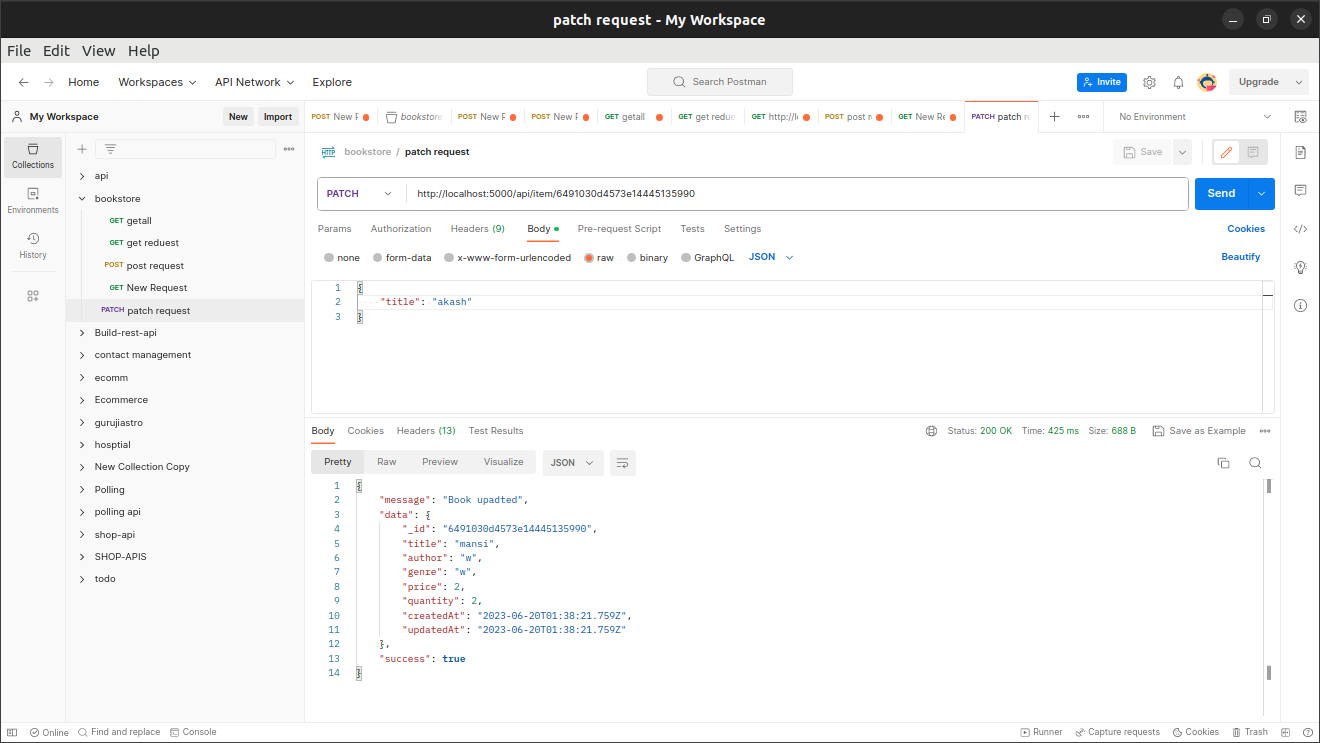 patch request - My Workspace
File Edit View Help
Home Workspaces API Network Explore Search Postman Invite Upgrade
My Workspace New Import
POST New F bookstore POST New F POST New F GET getall GET get redue GET http://l POST post r GET New Re PATCH patch r No Environment
Collections
Environments
History
api
bookstore
GET getall
GET get reduest
POST post request
GET New Request
PATCH patch request
Build-rest-api
contact management
ecomm
Ecommerce
gurujiastro
hosptial
New Collection Copy
Polling
polling api
shop-api
SHOP-APIS
todo
HTTP bookstore / patch request Save
PATCH http://localhost:5000/api/item/6491030d4573e14445135990 Send
Params Authorization Headers (9) Body Pre-request Script Tests Settings Cookies
none form-data x-www-form-urlencoded raw binary GraphQL JSON Beautify
1 {
2 "title": "akash"
3 }
Body Cookies Headers (13) Test Results Status: 200 OK Time: 425 ms Size: 688 B Save as Example
Pretty Raw Preview Visualize JSON
1 {
2 "message": "Book upadted",
3 "data": {
4 "_id": "6491030d4573e14445135990",
5 "title": "mansi",
6 "author": "w",
7 "genre": "w",
8 "price": 2,
9 "quantity": 2,
10 "createdAt": "2023-06-20T01:38:21.759Z",
11 "updatedAt": "2023-06-20T01:38:21.759Z"
12 },
13 "success": true
14 }
Online Find and replace Console Runner Capture requests Cookies Trash